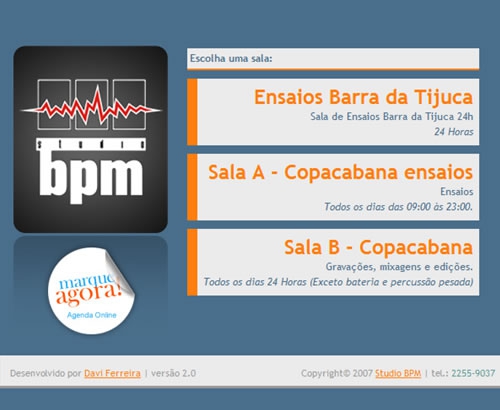 Escolha uma sala:
Ensaios Barra da Tijuca
Sala de Ensaios Barra da Tijuca 24h
24 Horas
studio
bpm
Sala A - Copacabana ensaios
Ensaios
Todos os dias das 09:00 às 23:00.
Sala B - Copacabana
Gravações, mixagens e edições.
Todos os dias 24 Horas (Exceto bateria e percussão pesada)
marque
agora!
Agenda Online
Desenvolvido por Davi Ferreira | versão 2.0
Copyright© 2007 Studio BPM | tel.: 2255-9037